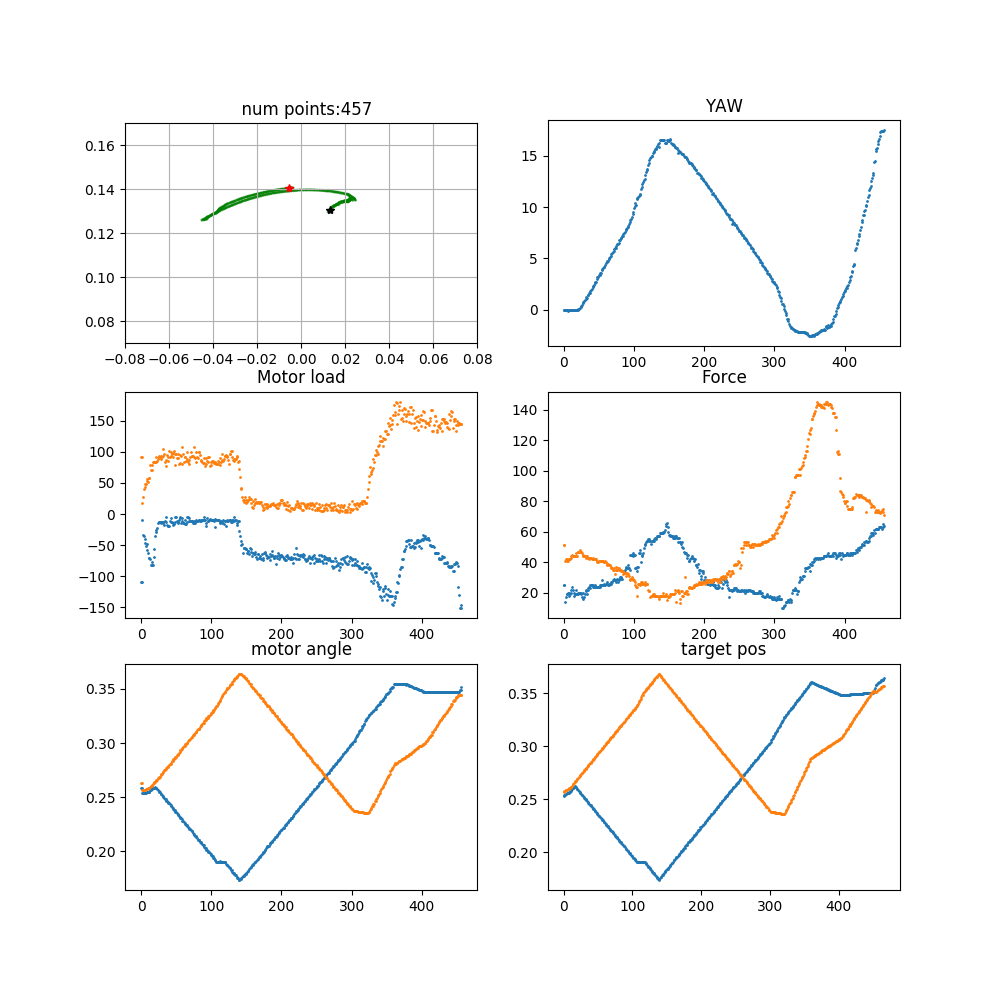 num points:457
YAW
0.16
0.14
0.12
0.10
0.08
−0.08 −0.06 −0.04 −0.02 0.00 0.02 0.04 0.06 0.08
15
10
5
0
0 100 200 300 400
Motor load
150
100
50
0
−50
−100
−150
0 100 200 300 400
Force
140
120
100
80
60
40
20
0 100 200 300 400
motor angle
0.35
0.30
0.25
0.20
0 100 200 300 400
target pos
0.35
0.30
0.25
0.20
0 100 200 300 400